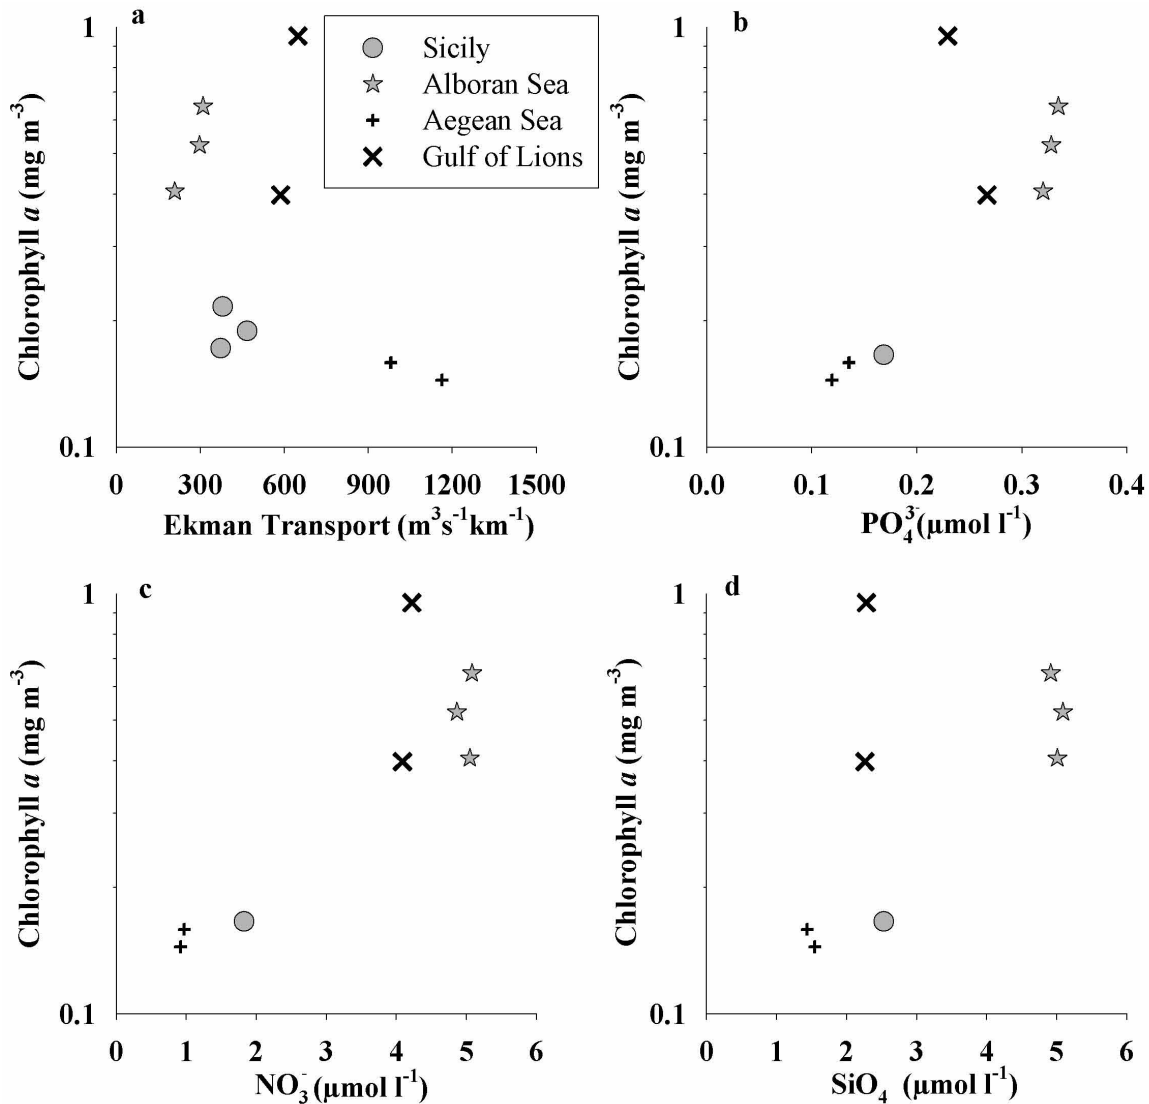 a
1
Chlorophyll a (mg m-3)
0.1
0 300 600 900 1200 1500
Ekman Transport (m3s-1km-1)
Sicily
Alboran Sea
Aegean Sea
Gulf of Lions
b
1
Chlorophyll a (mg m-3)
0.1
0.0 0.1 0.2 0.3 0.4
PO43-(µmol l-1)
c
1
Chlorophyll a (mg m-3)
0.1
0 1 2 3 4 5 6
NO3-(µmol l-1)
d
1
Chlorophyll a (mg m-3)
0.1
0 1 2 3 4 5 6
SiO4 (µmol l-1)